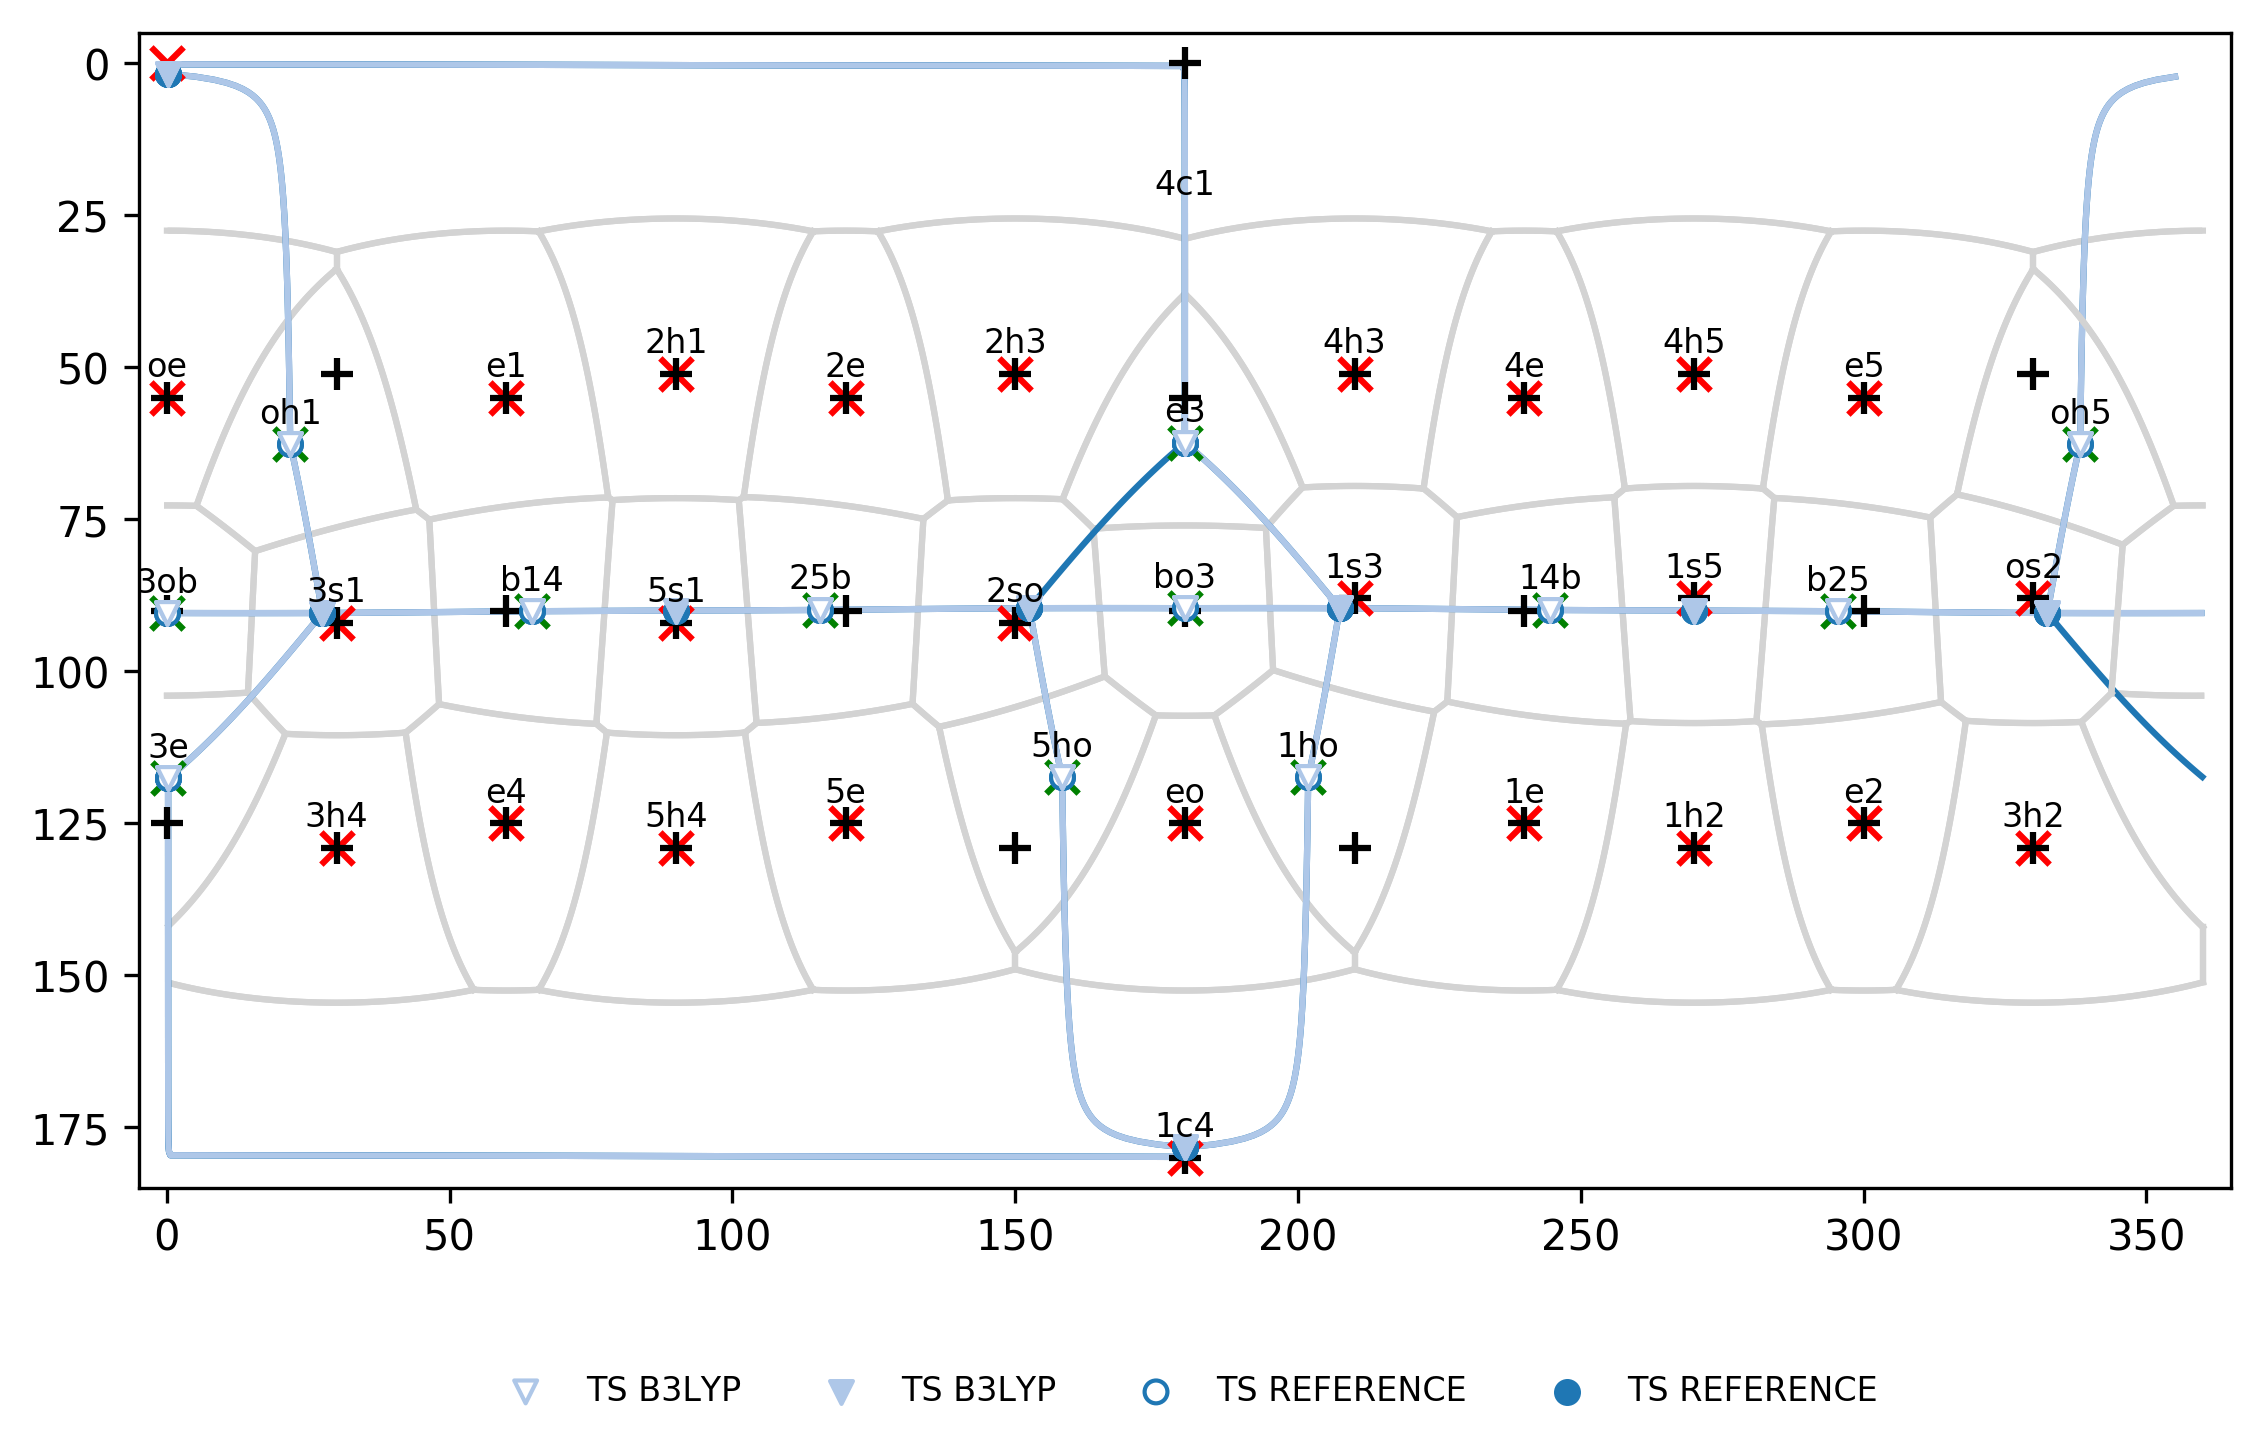 0
4c1
25
2h1 2h3 4h3 4h5
50 oe e1 2e 4e e5
oh1 e3 oh5
75
3ob 3s1 b14 5s1 25b 2so bo3 1s3 14b 1s5 b25 os2
100
3e 5ho 1ho
125 3h4 e4 5h4 5e eo 1e 1h2 e2 3h2
150
175 1c4
0 50 100 150 200 250 300 350
TS B3LYP TS B3LYP TS REFERENCE TS REFERENCE